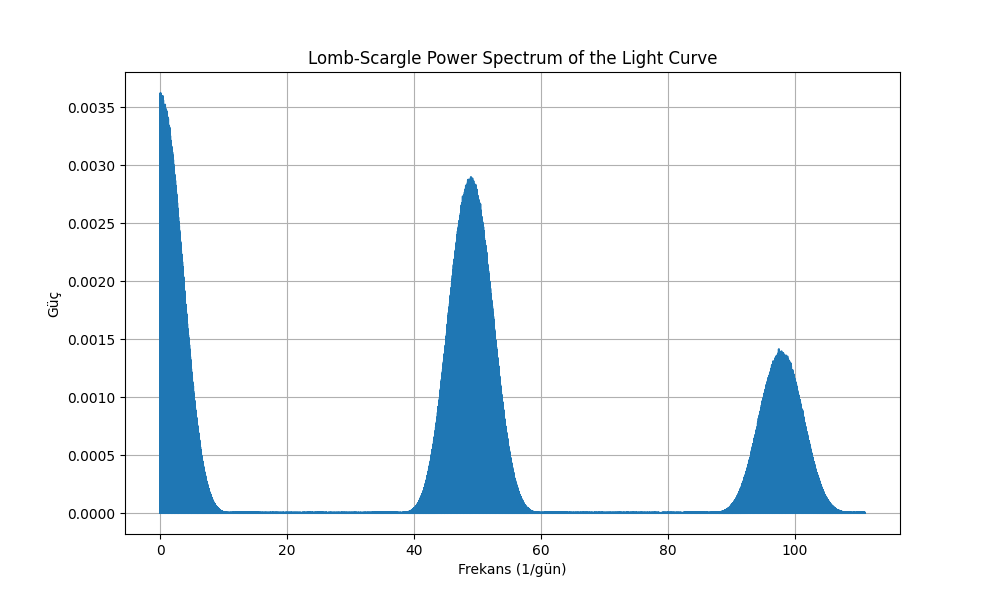 Lomb-Scargle Power Spectrum of the Light Curve
Güç
0.0035
0.0030
0.0025
0.0020
0.0015
0.0010
0.0005
0.0000
0 20 40 60 80 100
Frekans (1/gün)